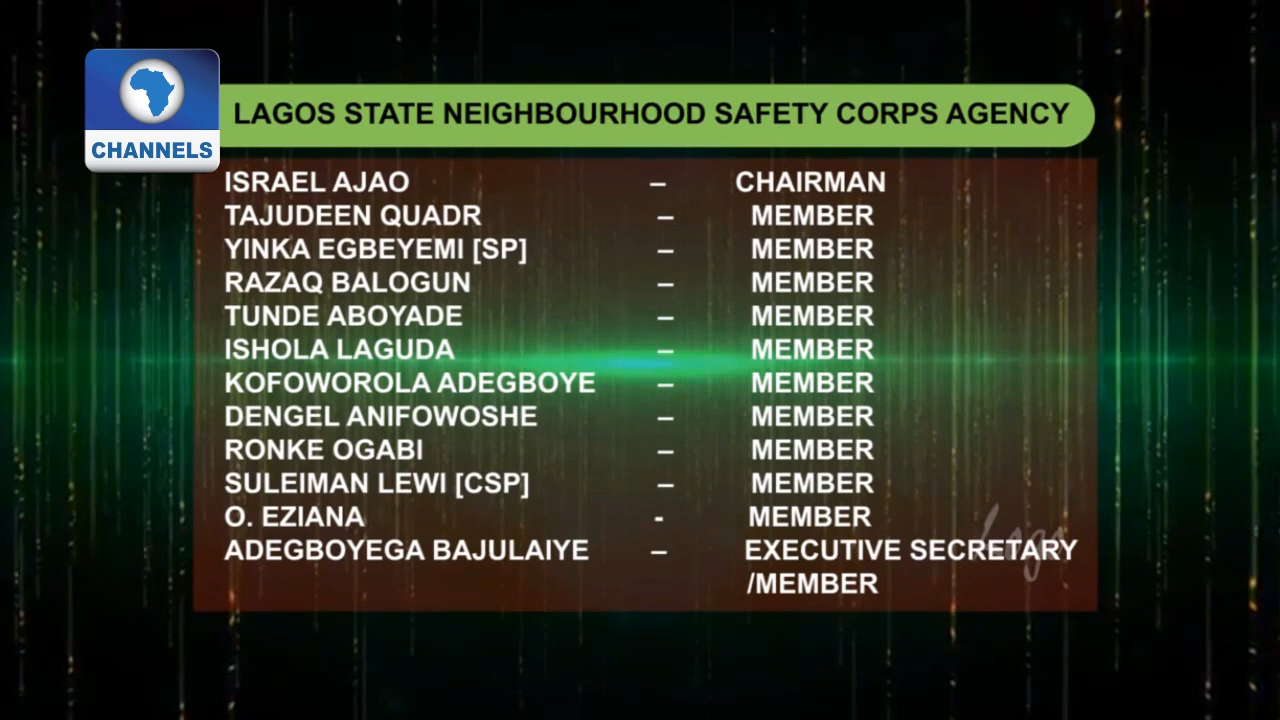 CHANNELS
LAGOS STATE NEIGHBOURHOOD SAFETY CORPS AGENCY
ISRAEL AJAO – CHAIRMAN
TAJUDEEN QUADR – MEMBER
YINKA EGBEYEMI [SP] – MEMBER
RAZAQ BALOGUN – MEMBER
TUNDE ABOYADE – MEMBER
ISHOLA LAGUDA – MEMBER
KOFOWOROLA ADEGBOYE – MEMBER
DENGEL ANIFOWOSHE – MEMBER
RONKE OGABI – MEMBER
SULEIMAN LEWI [CSP] – MEMBER
O. EZIANA - MEMBER
ADEGBOYEGA BAJULAIYE – EXECUTIVE SECRETARY
/MEMBER